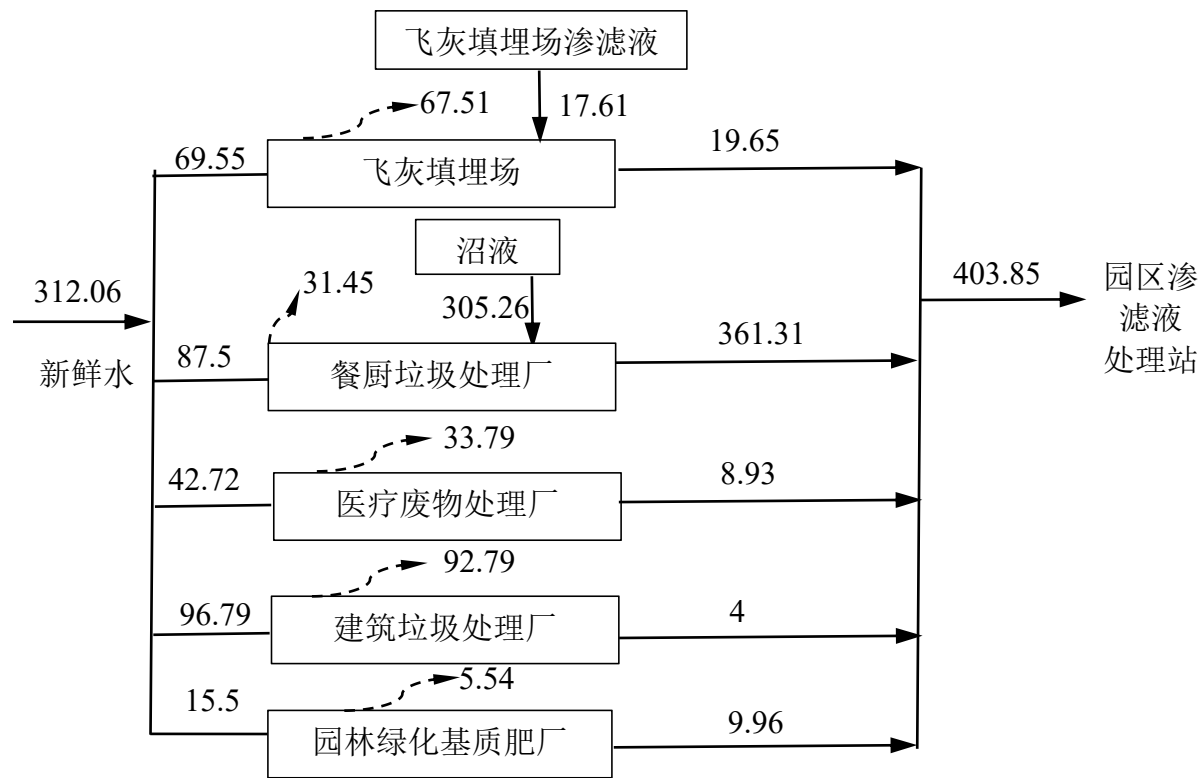 飞灰填埋场渗滤液
67.51
17.61
69.55
飞灰填埋场
19.65
沼液
312.06
31.45
305.26
403.85
新鲜水
87.5
餐厨垃圾处理厂
361.31
园区渗
滤液
处理站
33.79
42.72
医疗废物处理厂
8.93
92.79
96.79
建筑垃圾处理厂
4
5.54
15.5
园林绿化基质肥厂
9.96